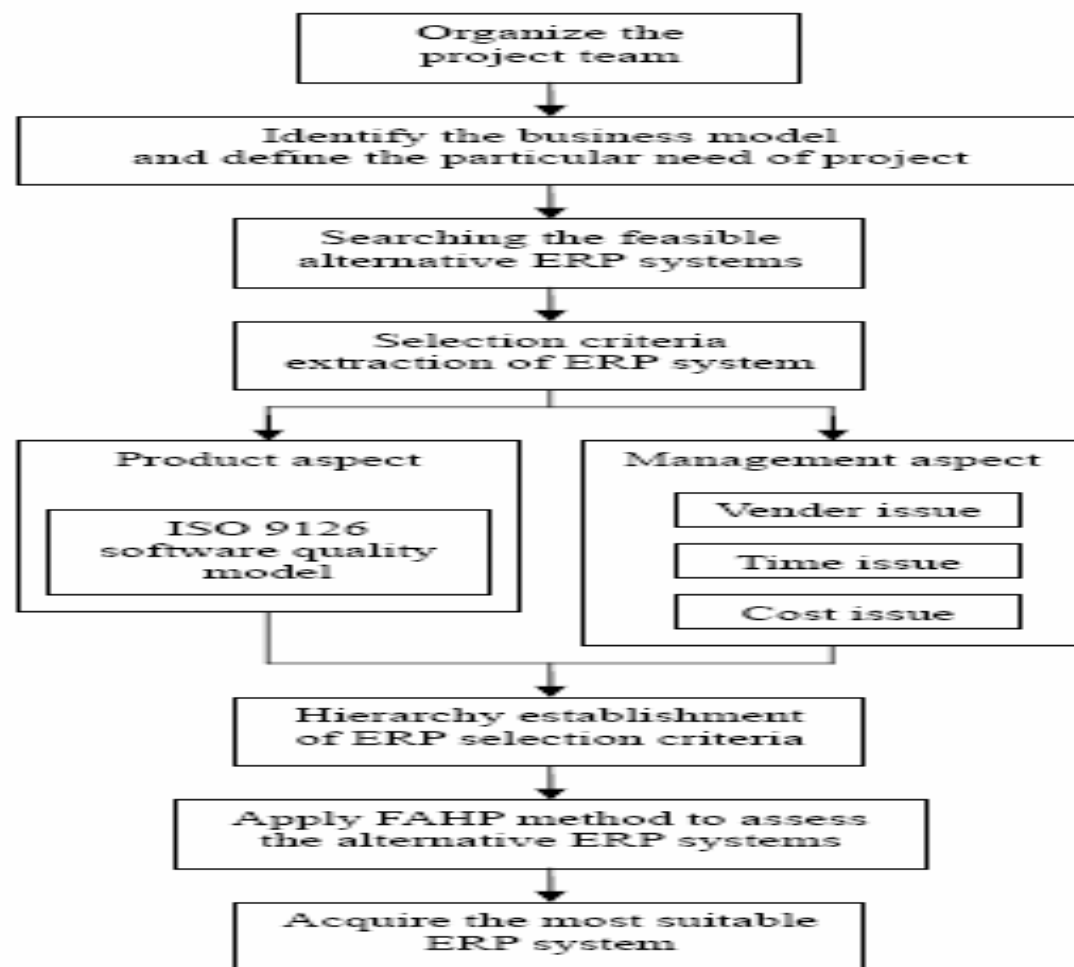 Organize the
project team
Identify the business model
and define the particular need of project
Searching the feasible
alternative ERP systems
Selection criteria
extraction of ERP system
Product aspect
ISO 9126
software quality
model
Management aspect
Vender issue
Time issue
Cost issue
Hierarchy establishment
of ERP selection criteria
Apply FAHP method to assess
the alternative ERP systems
Acquire the most suitable
ERP system